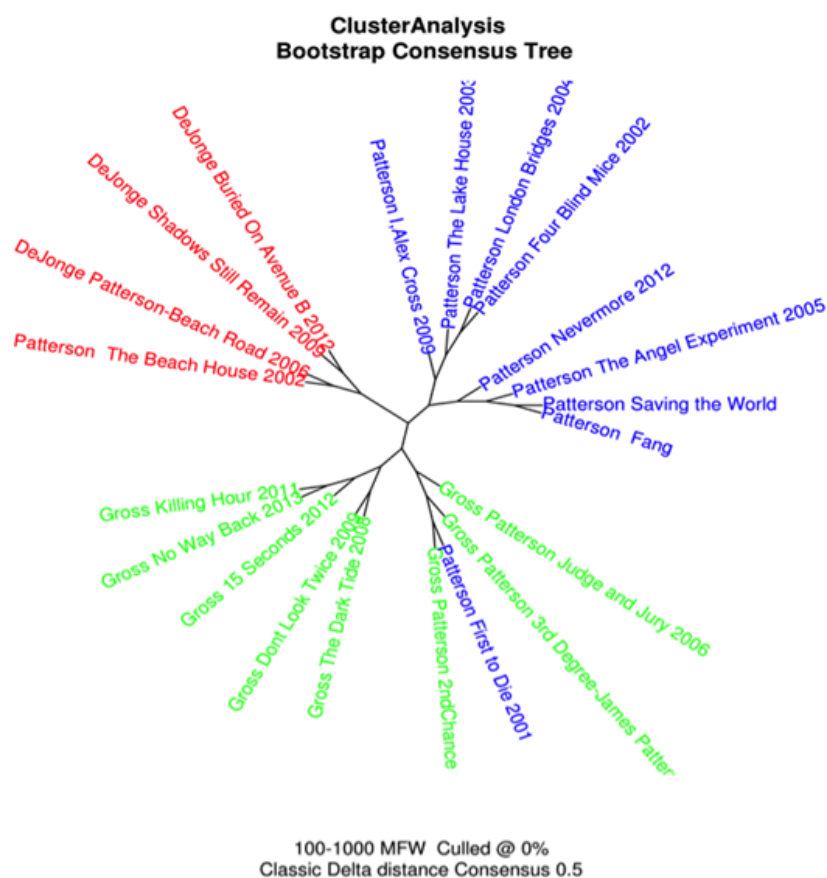 ClusterAnalysis
Bootstrap Consensus Tree
DeJonge Buried On Avenue B 2012
DeJonge Shadows Still Remain 2009
DeJonge Patterson-Beach Road 2006
Patterson The Beach House 2002
Patterson I,Alex Cross 2009
Patterson The Lake House 2003
Patterson London Bridges 2004
Patterson Four Blind Mice 2002
Patterson Nevermore 2012
Patterson The Angel Experiment 2005
Patterson Saving the World
Patterson Fang
Gross Killing Hour 2011
Gross No Way Back 2013
Gross 15 Seconds 2012
Gross Dont Look Twice 2009
Gross The Dark Tide 2008
Gross Patterson 2ndChance
Patterson First to Die 2001
Gross Patterson 3rd Degree-James Patter
Gross Patterson Judge and Jury 2006
100-1000 MFW Culled @ 0%
Classic Delta distance Consensus 0.5